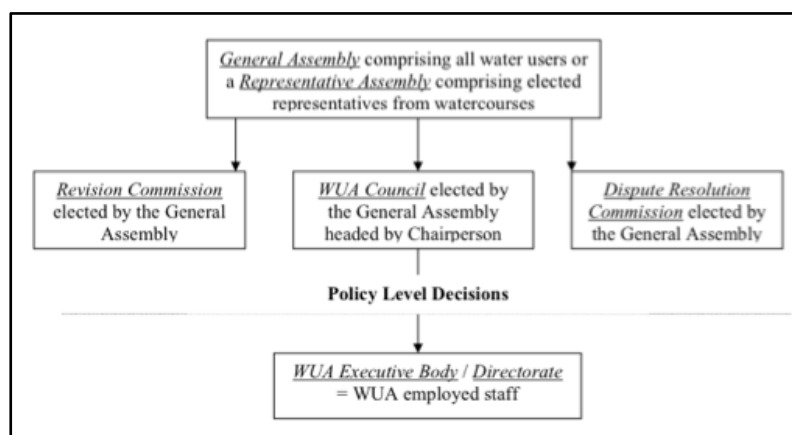 General Assembly comprising all water users or
a Representative Assembly comprising elected
representatives from watercourses
Revision Commission
elected by the General
Assembly
WUA Council elected by
the General Assembly
headed by Chairperson
Dispute Resolution
Commission elected by
the General Assembly
Policy Level Decisions
WUA Executive Body / Directorate
= WUA employed staff